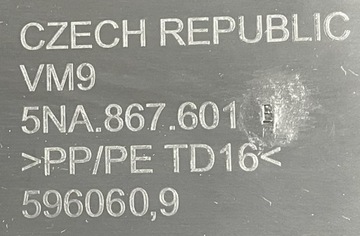 CZECH REPUBLIC
VM9
5NA.867.601 E
>PP/PE TD16<
596060,9